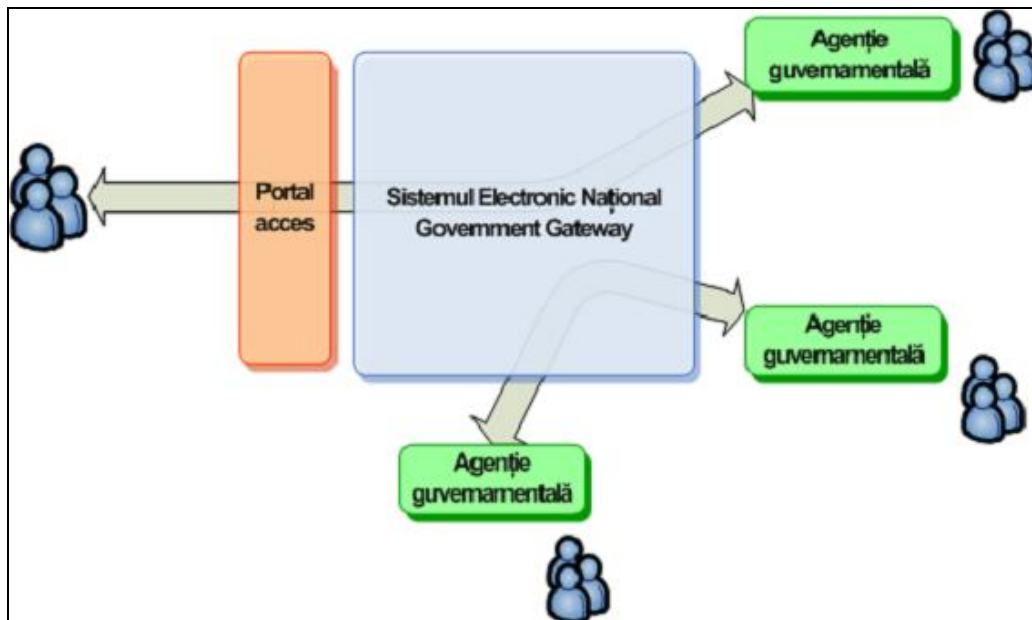 Agenție
guvernamentală
Portal
acces
Sistemul Electronic Național
Government Gateway
Agenție
guvernamentală
Agenție
guvernamentală